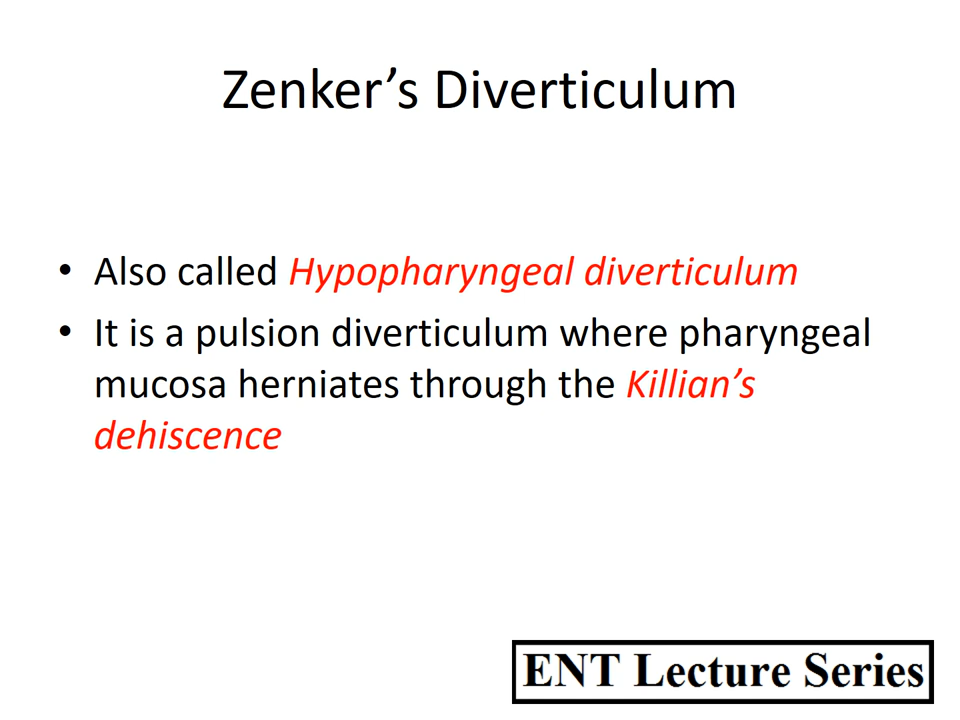 Zenker’s Diverticulum
• Also called Hypopharyngeal diverticulum
• It is a pulsion diverticulum where pharyngeal
mucosa herniates through the Killian’s
dehiscence
ENT Lecture Series